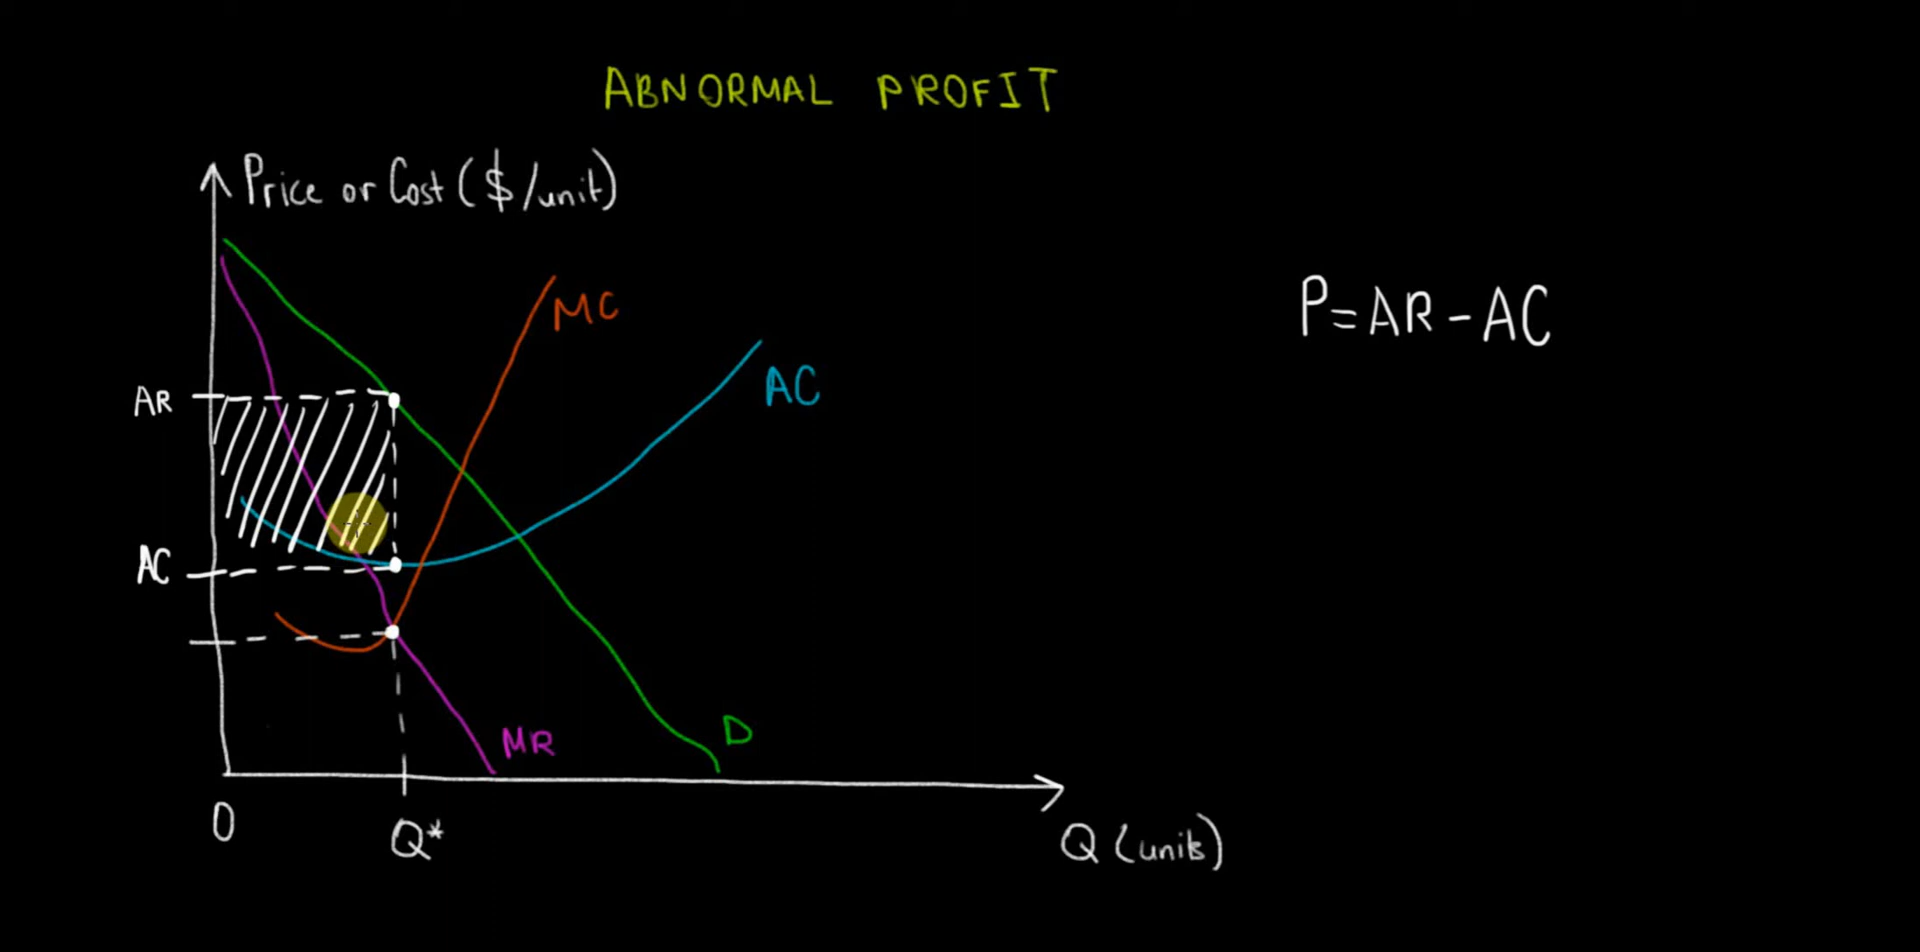 ABNORMAL PROFIT
Price or Cost ($/unit)
MC
P=AR-AC
AC
AR
AC
MR
D
0
Q*
Q (units)